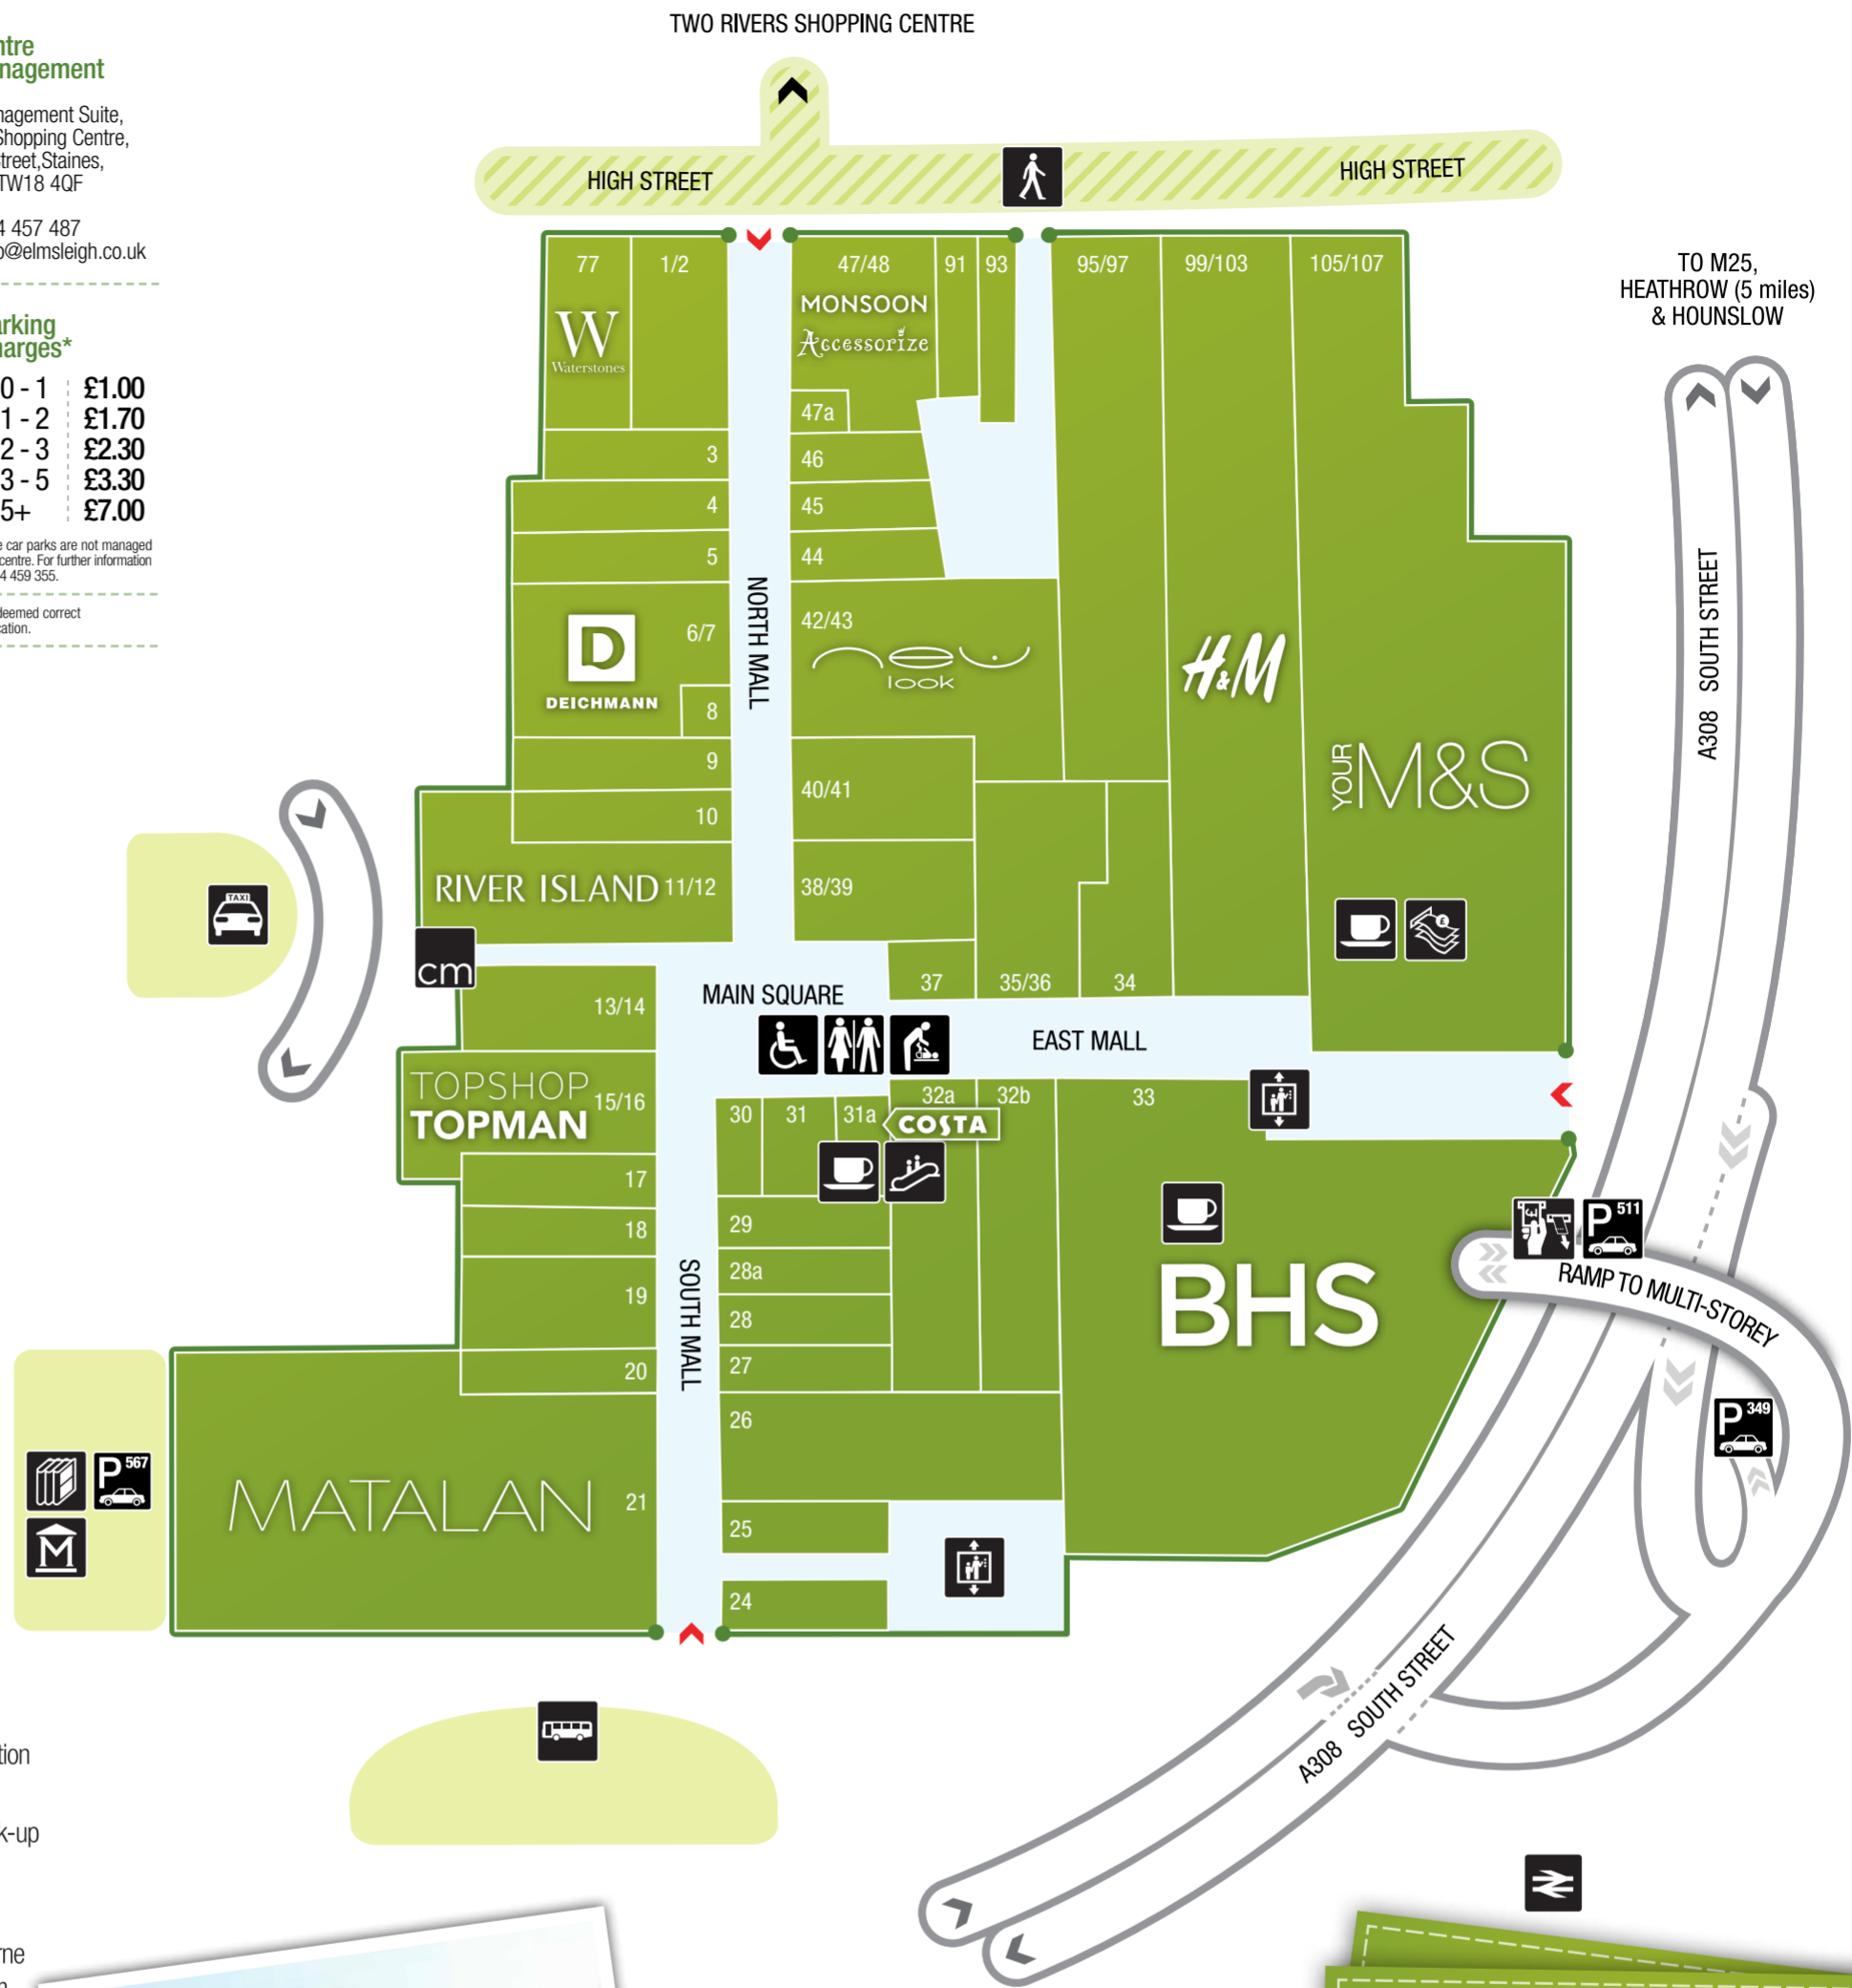 TWO RIVERS SHOPPING CENTRE
ntre
nagement
nagement Suite,
Shopping Centre,
treet,Staines,
TW18 4QF
4 457 487
o@elmsleigh.co.uk
arking
harges*
0 - 1 £1.00
1 - 2 £1.70
2 - 3 £2.30
3 - 5 £3.30
5+ £7.00
e car parks are not managed
centre. For further information
4 459 355.
deemed correct
cation.
HIGH STREET
HIGH STREET
TO M25,
HEATHROW (5 miles)
& HOUNSLOW
77
W
Waterstones
1/2
47/48
MONSOON
Accessorize
91
93
95/97
99/103
105/107
47a
3
46
4
45
5
44
NORTH MALL
6/7
D
DEICHMANN
8
42/43
look
H&M
YOUR M&S
A308 SOUTH STREET
9
40/41
10
RIVER ISLAND 11/12
38/39
TAXI
cm
37
35/36
34
13/14
MAIN SQUARE
EAST MALL
TOPSHOP
TOPMAN
15/16
30
31
31a
32a
32b
33
COSTA
17
18
29
28a
19
28
20
27
SOUTH MALL
BHS
P 511
RAMP TO MULTI-STOREY
P 349
26
MATALAN
21
25
24
P 567
M
A308 SOUTH STREET
tion
k-up
rne